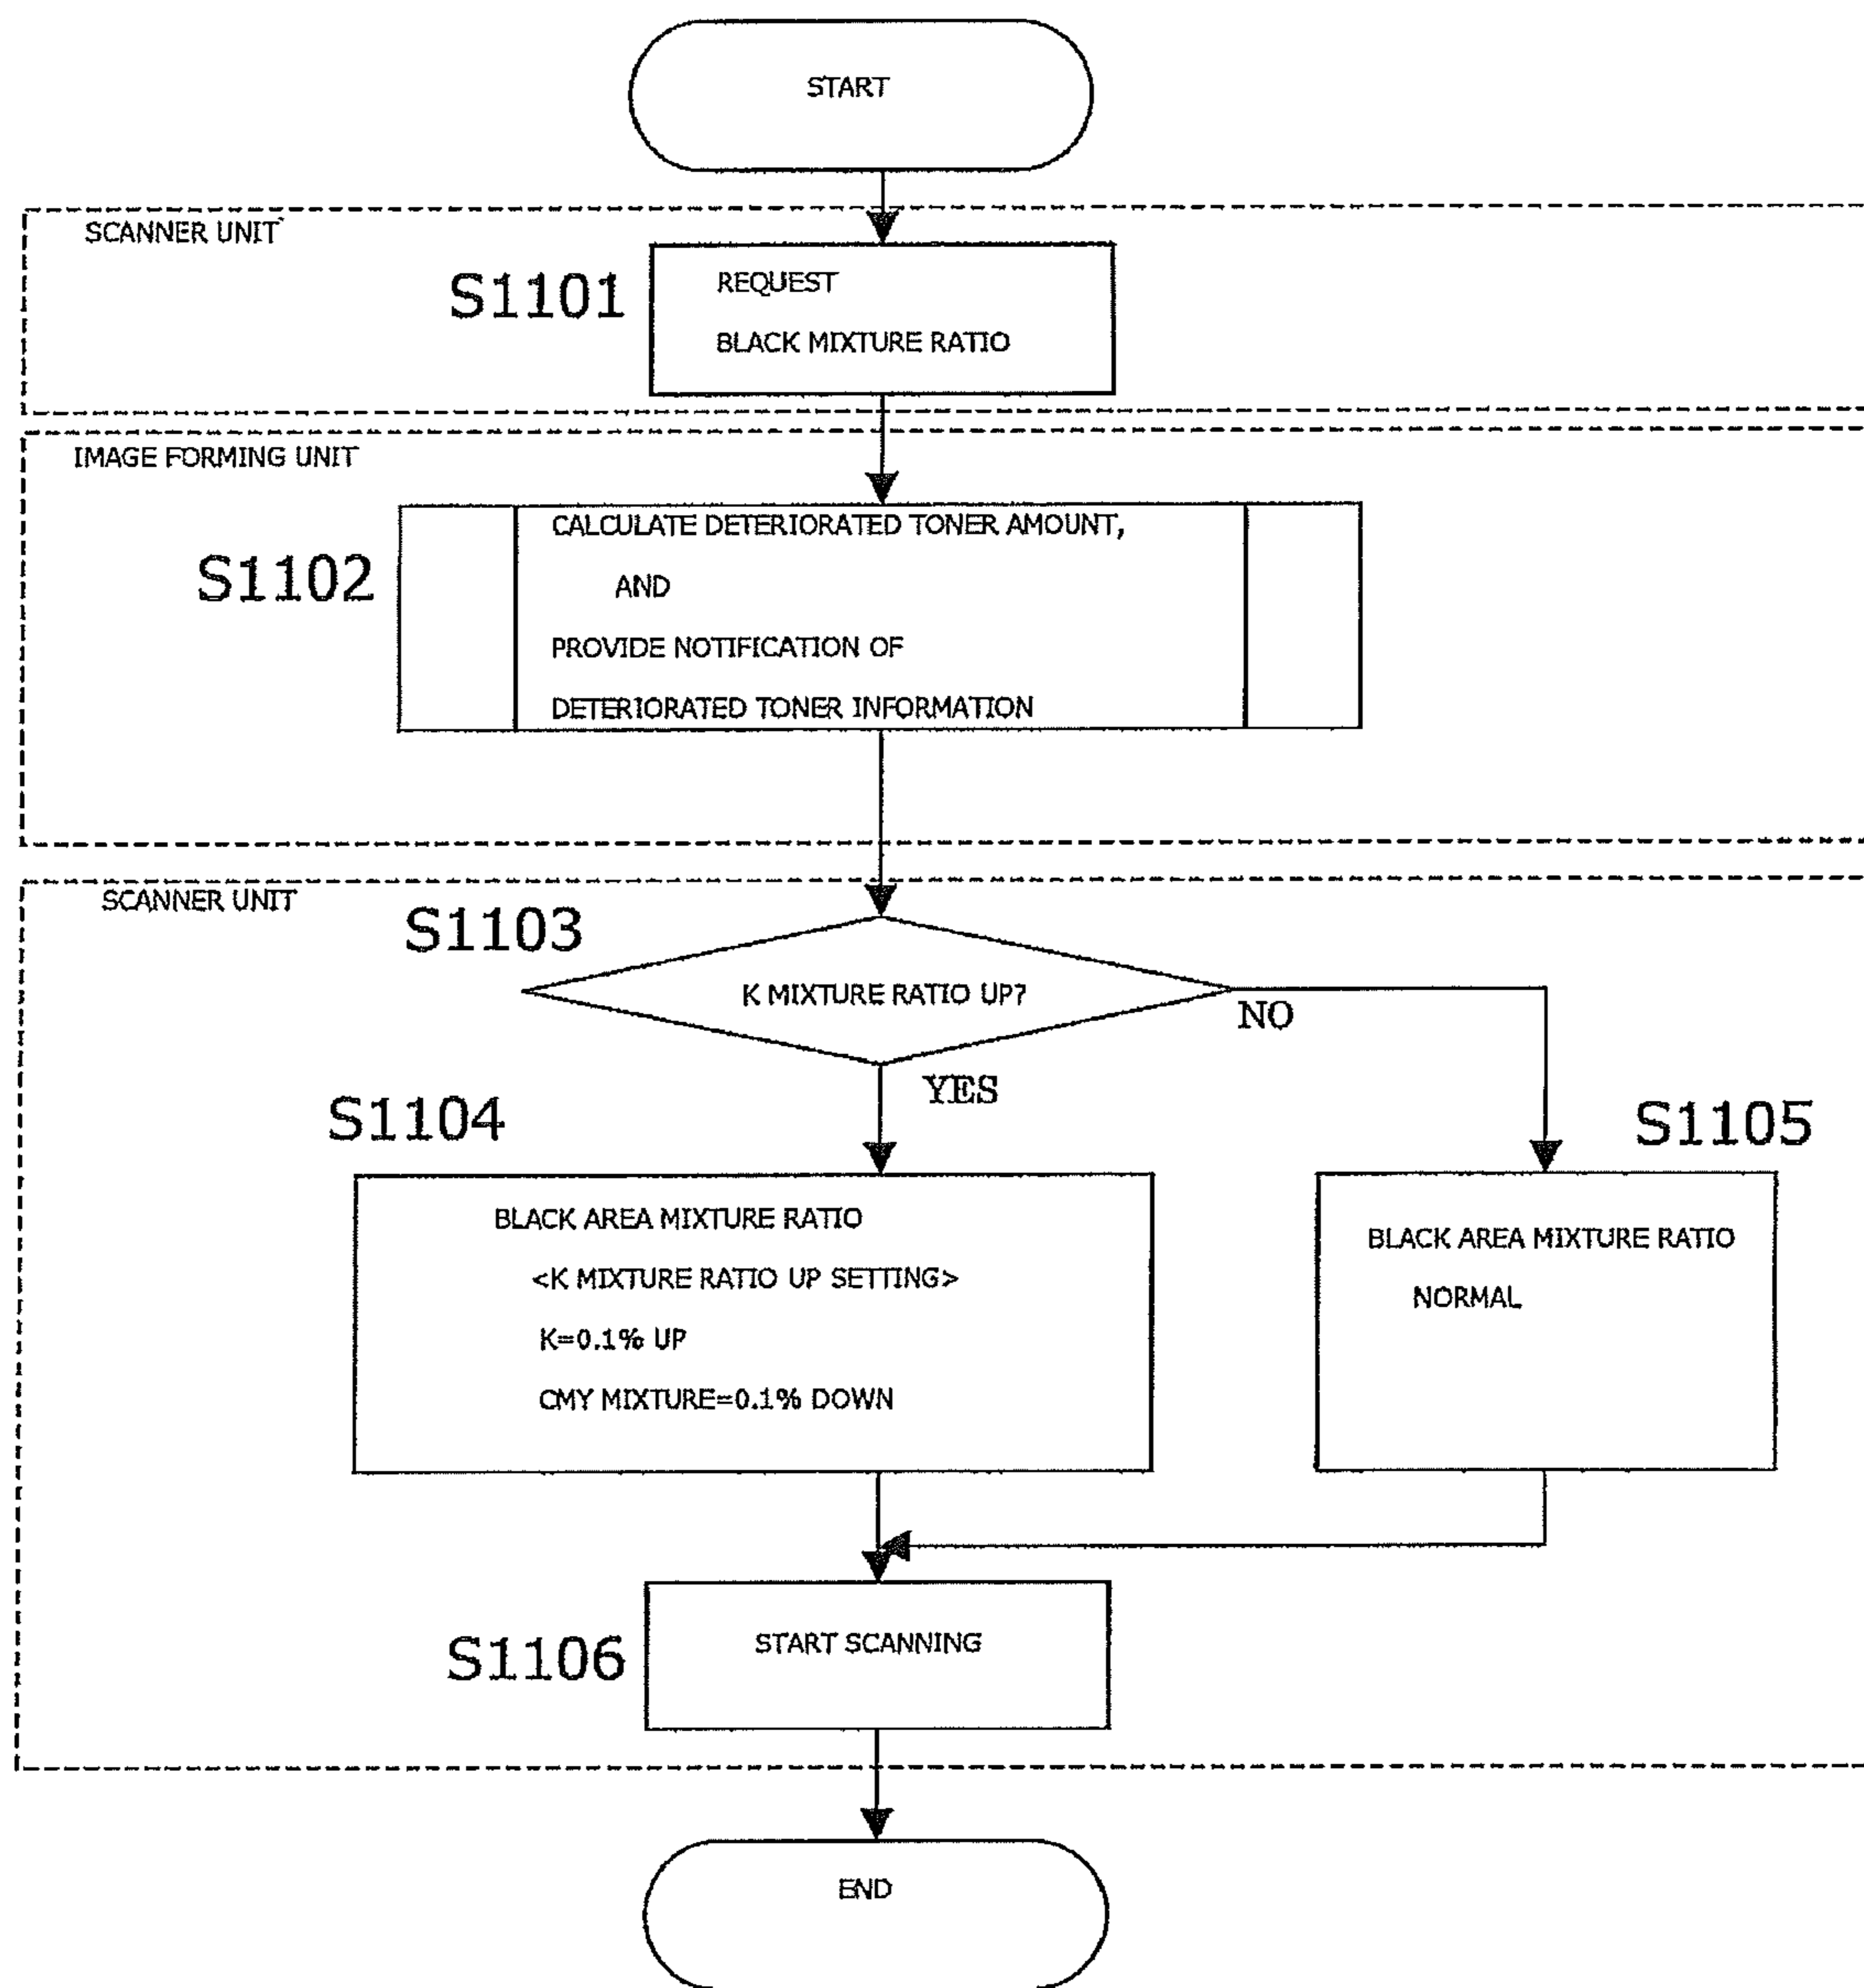 START
SCANNER UNIT
S1101
REQUEST
BLACK MIXTURE RATIO
IMAGE FORMING UNIT
S1102
CALCULATE DETERIORATED TONER AMOUNT,
AND
PROVIDE NOTIFICATION OF
DETERIORATED TONER INFORMATION
SCANNER UNIT
S1103
K MIXTURE RATIO UP?
NO
YES
S1104
BLACK AREA MIXTURE RATIO
<K MIXTURE RATIO UP SETTING>
K=0.1% UP
CMY MIXTURE=0.1% DOWN
S1105
BLACK AREA MIXTURE RATIO
NORMAL
S1106
START SCANNING
END